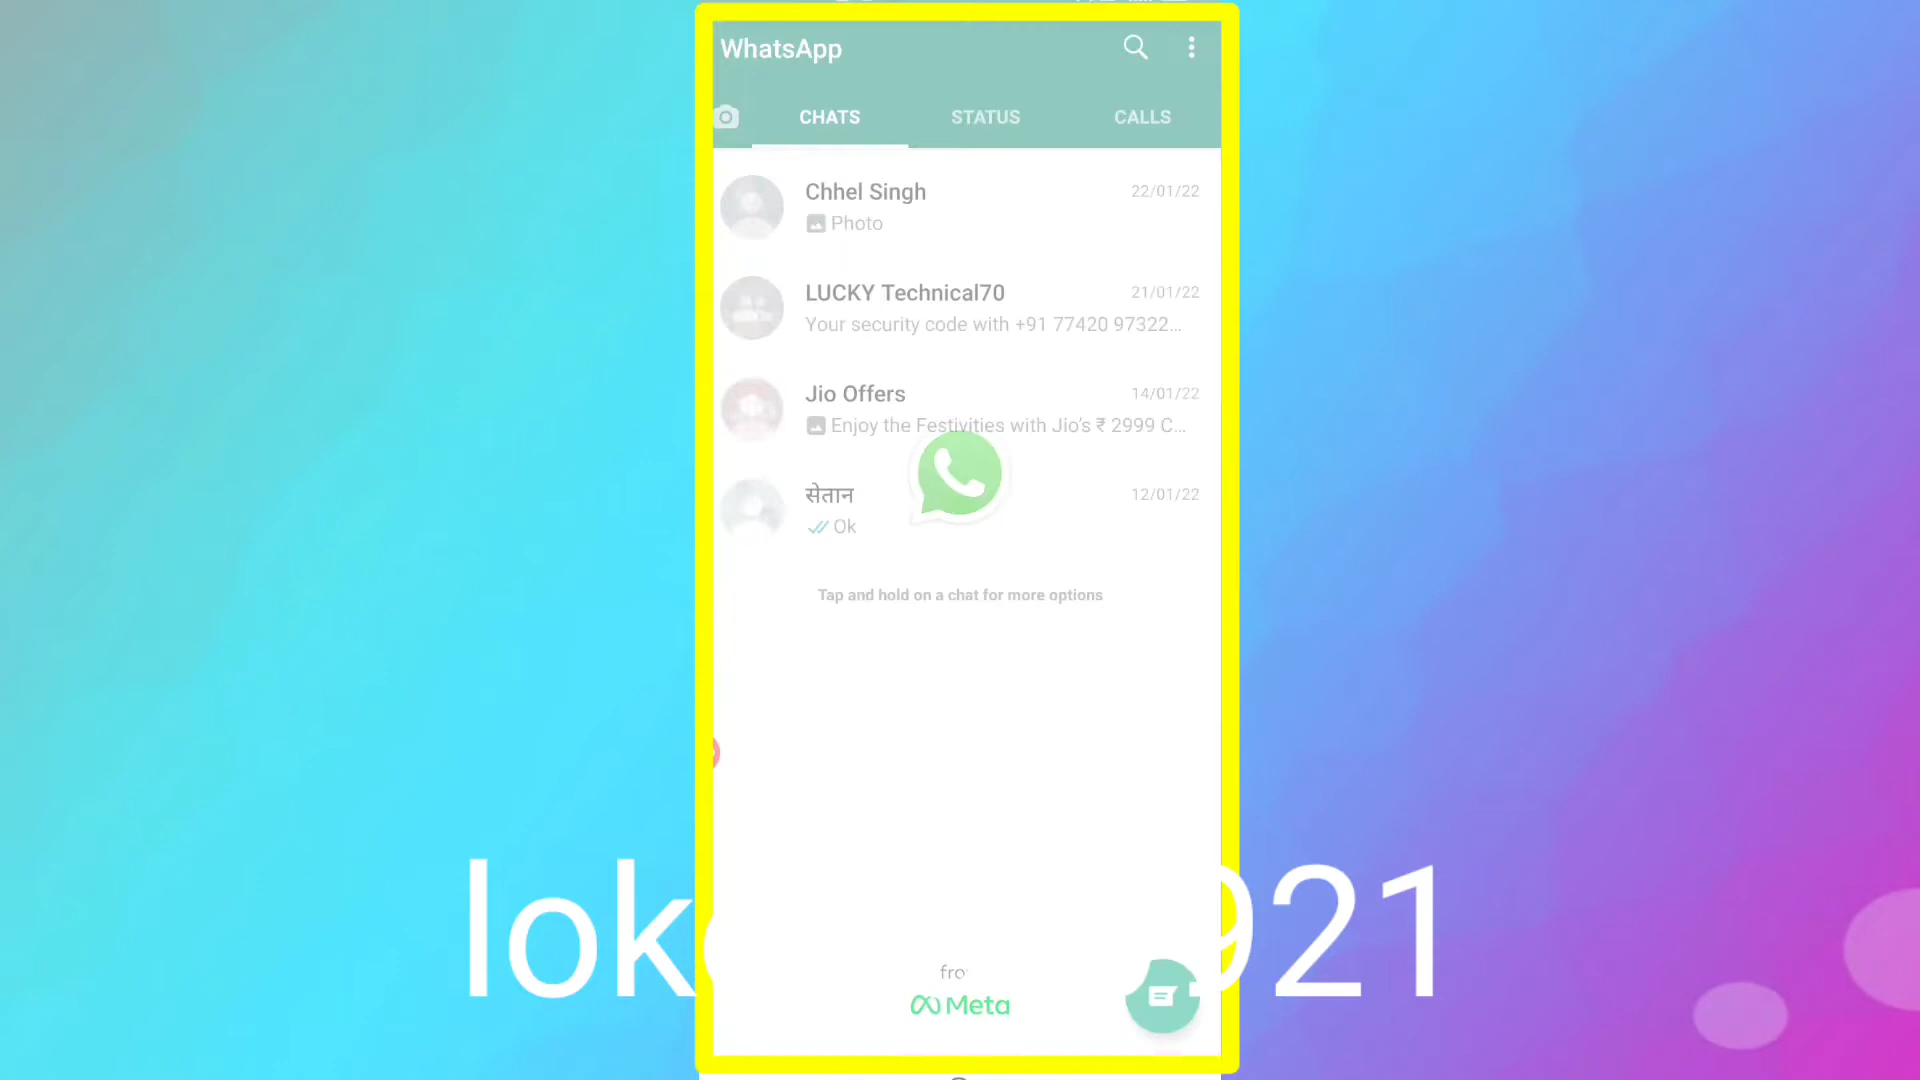 WhatsApp
CHATS STATUS CALLS
Chhel Singh 22/01/22
Photo
LUCKY Technical70 21/01/22
Your security code with +91 77420 97322...
Jio Offers 14/01/22
Enjoy the Festivities with Jio's ₹ 2999 C...
सेतान 12/01/22
Ok
Tap and hold on a chat for more options
921
fro
Meta